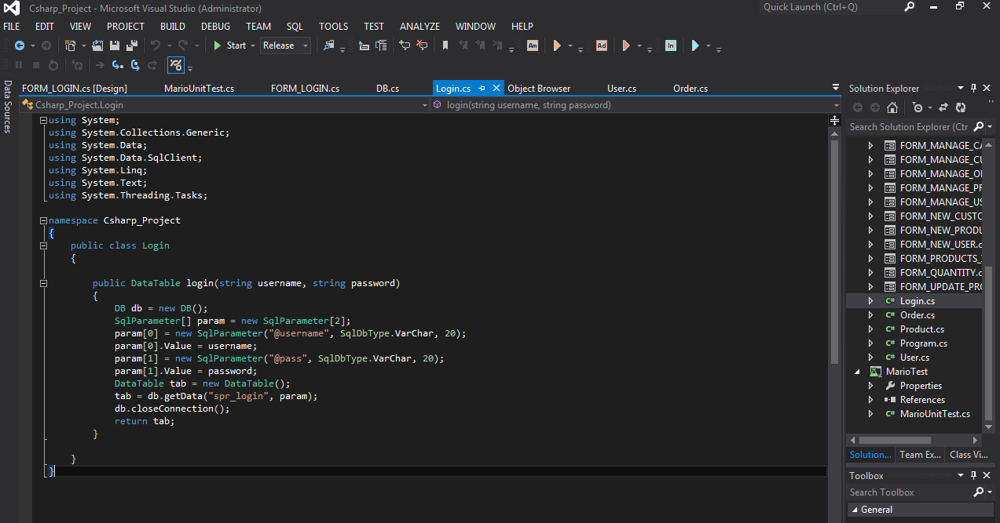 Csharp_Project - Microsoft Visual Studio (Administrator)
Quick Launch (Ctrl+Q)
FILE EDIT VIEW PROJECT BUILD DEBUG TEAM SQL TOOLS TEST ANALYZE WINDOW HELP
Start Release Am Ad In
Data Sources
FORM_LOGIN.cs [Design] MarioUnitTest.cs FORM_LOGIN.cs DB.cs Login.cs Object Browser User.cs Order.cs
Csharp_Project.Login login(string username, string password)
using System;
using System.Collections.Generic;
using System.Data;
using System.Data.SqlClient;
using System.Linq;
using System.Text;
using System.Threading.Tasks;
namespace Csharp_Project
{
public class Login
{
public DataTable login(string username, string password)
{
DB db = new DB();
SqlParameter[] param = new SqlParameter[2];
param[0] = new SqlParameter("@username", SqlDbType.VarChar, 20);
param[0].Value = username;
param[1] = new SqlParameter("@pass", SqlDbType.VarChar, 20);
param[1].Value = password;
DataTable tab = new DataTable();
tab = db.getData("spr_login", param);
db.closeConnection();
return tab;
}
}
}
Solution Explorer
Search Solution Explorer (Ctr
FORM_MANAGE_CA
FORM_MANAGE_CU
FORM_MANAGE_O
FORM_MANAGE_PR
FORM_MANAGE_US
FORM_NEW_CUSTO
FORM_NEW_PRODU
FORM_NEW_USER.c
FORM_PRODUCTS_
FORM_QUANTITY.c
FORM_UPDATE_PRO
C# Login.cs
C# Order.cs
C# Product.cs
C# Program.cs
C# User.cs
MarioTest
Properties
References
C# MarioUnitTest.cs
Solution... Team Ex... Class Vi...
Toolbox
Search Toolbox
General